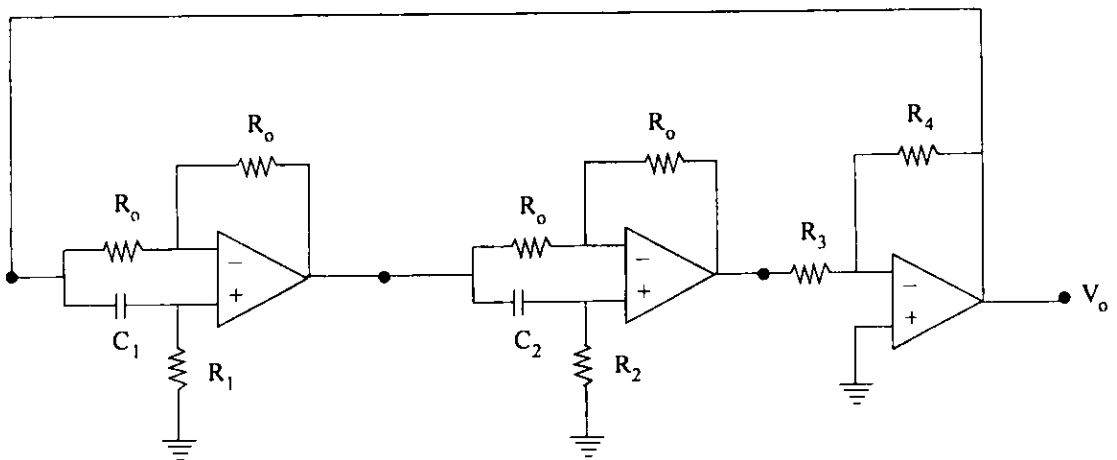 R₄
Rₒ
Rₒ
Rₒ
Rₒ
R₃
−
+
−
+
−
+
Vₒ
C₁
R₁
C₂
R₂